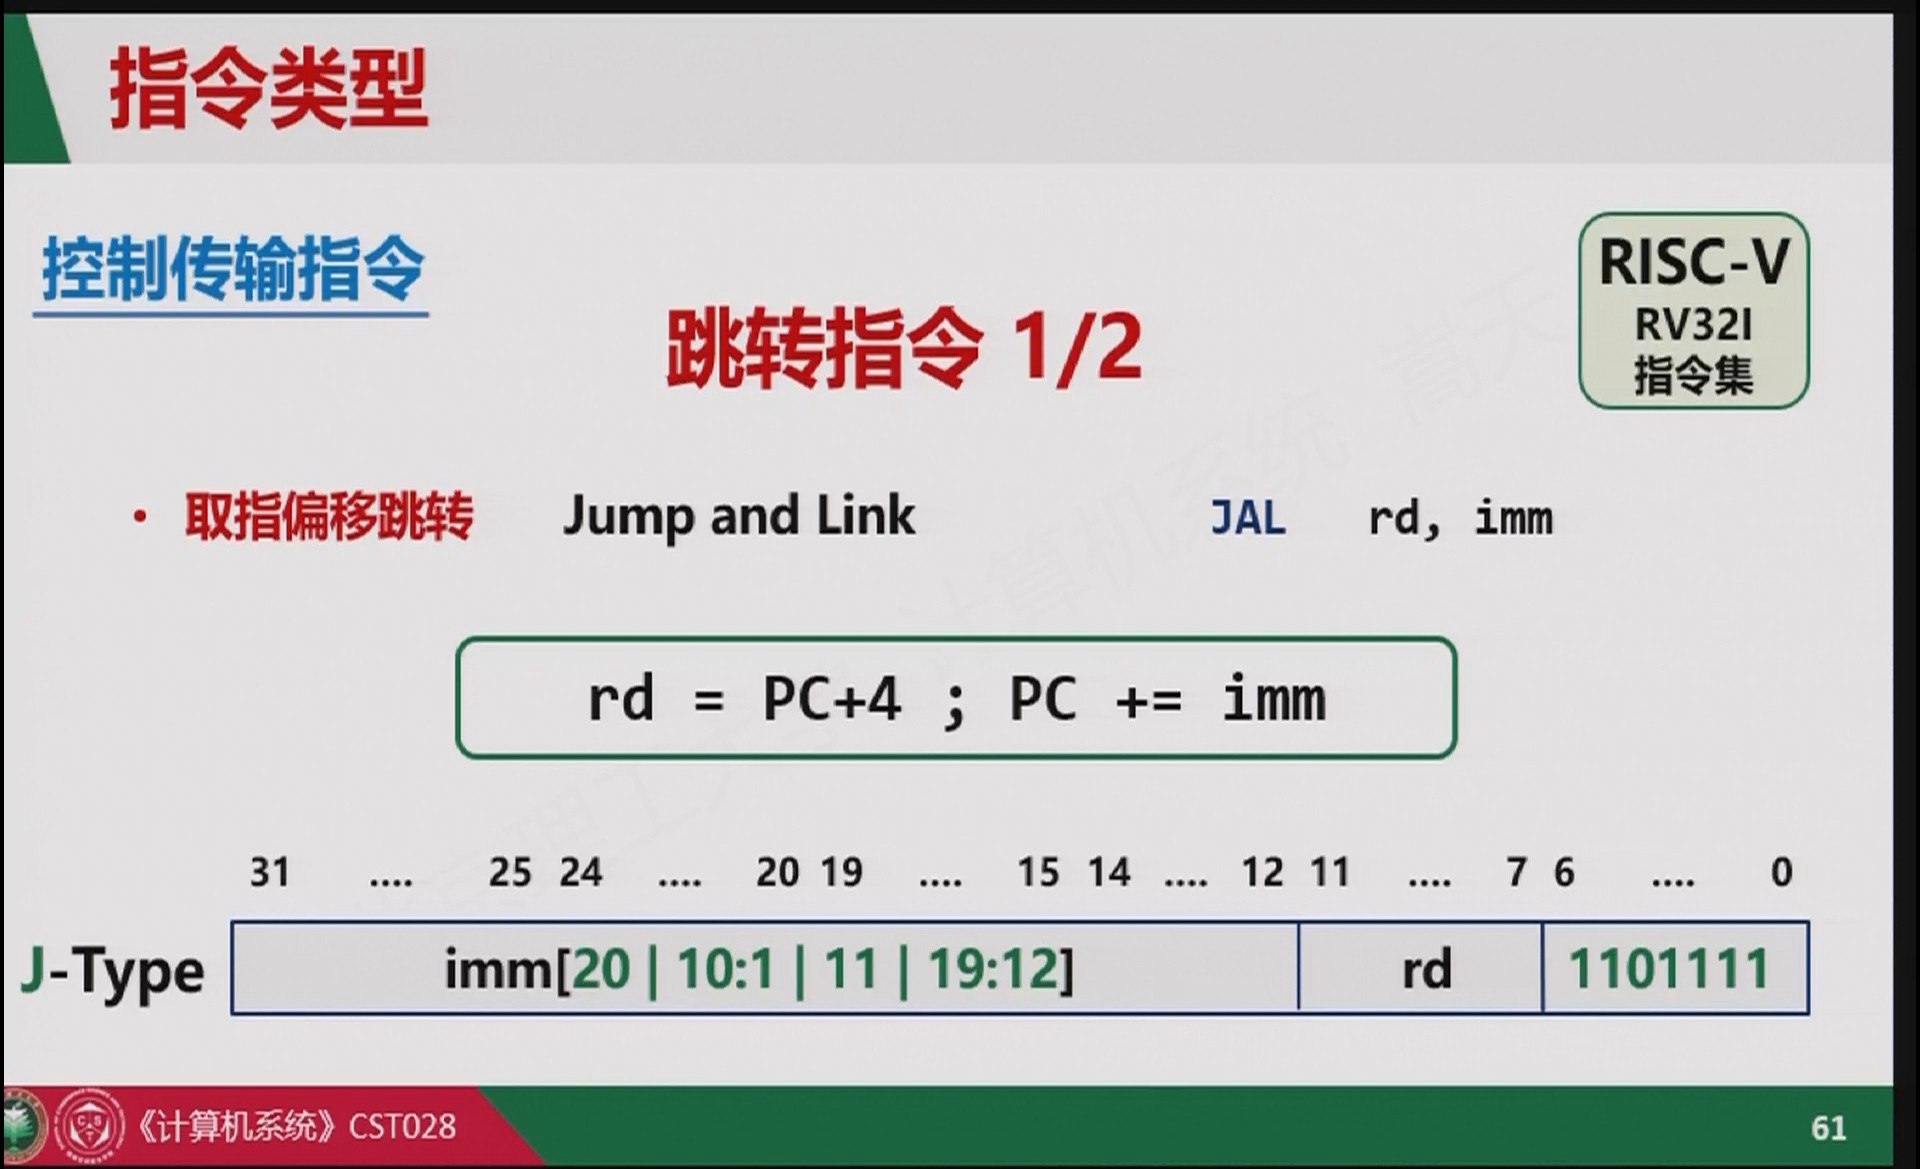 指令类型
控制传输指令
RISC-V
RV32I
指令集
跳转指令 1/2
• 取指偏移跳转 Jump and Link JAL rd, imm
rd = PC+4 ; PC += imm
31 .... 25 24 .... 20 19 .... 15 14 .... 12 11 .... 7 6 .... 0
J-Type imm[20 | 10:1 | 11 | 19:12] rd 1101111
《计算机系统》CST028
61